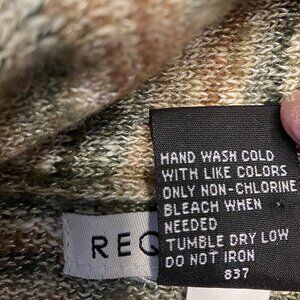 HAND WASH COLD
WITH LIKE COLORS
ONLY NON-CHLORINE
BLEACH WHEN
NEEDED
TUMBLE DRY LOW
DO NOT IRON
837
REQ